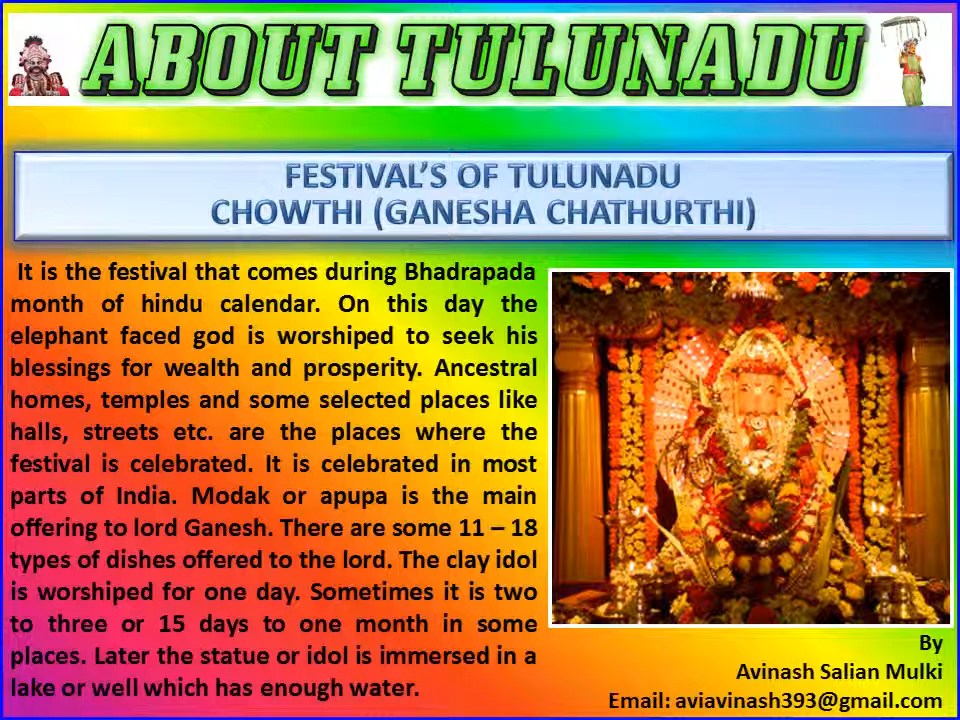 ABOUT TULUNADU
FESTIVAL'S OF TULUNADU
CHOWTHI (GANESHA CHATHURTHI)
It is the festival that comes during Bhadrapada
month of hindu calendar. On this day the
elephant faced god is worshiped to seek his
blessings for wealth and prosperity. Ancestral
homes, temples and some selected places like
halls, streets etc. are the places where the
festival is celebrated. It is celebrated in most
parts of India. Modak or apupa is the main
offering to lord Ganesh. There are some 11 – 18
types of dishes offered to the lord. The clay idol
is worshiped for one day. Sometimes it is two
to three or 15 days to one month in some
places. Later the statue or idol is immersed in a
lake or well which has enough water.
By
Avinash Salian Mulki
Email: aviavinash393@gmail.com